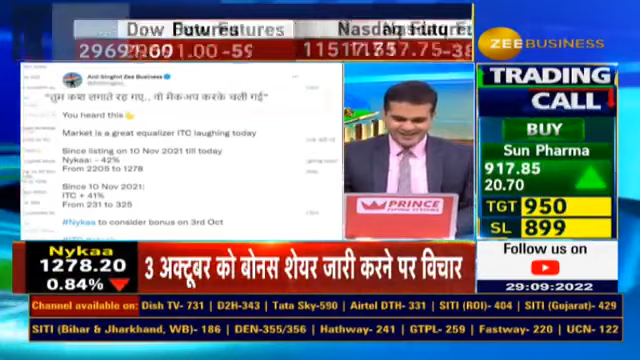 Dow Futures
Nasdaq Futures
ZEE BUSINESS
Anil Singhvi Zee Business
"तुम कश लगाते रह गए.. वो मैकअप करके चली गई"
You heard this
Market is a great equalizer ITC laughing today
Since listing on 10 Nov 2021 till today
Nykaa: – 42%
From 2205 to 1278
Since 10 Nov 2021:
ITC + 41%
From 231 to 325
#Nykaa to consider bonus on 3rd Oct
PRINCE
TRADING
CALL
BUY
Sun Pharma
917.85
20.70
TGT 950
SL 899
Nykaa
1278.20
0.84%
3 अक्टूबर को बोनस शेयर जारी करने पर विचार
Follow us on
29:09:2022
Channel available on: Dish TV- 731 | D2H-343 | Tata Sky-590 | Airtel DTH- 331 | SITI (ROI)- 404 | SITI (Gujarat)- 429
SITI (Bihar & Jharkhand, WB)- 186 | DEN-355/356 | Hathway- 241 | GTPL- 259 | Fastway- 220 | UCN- 122